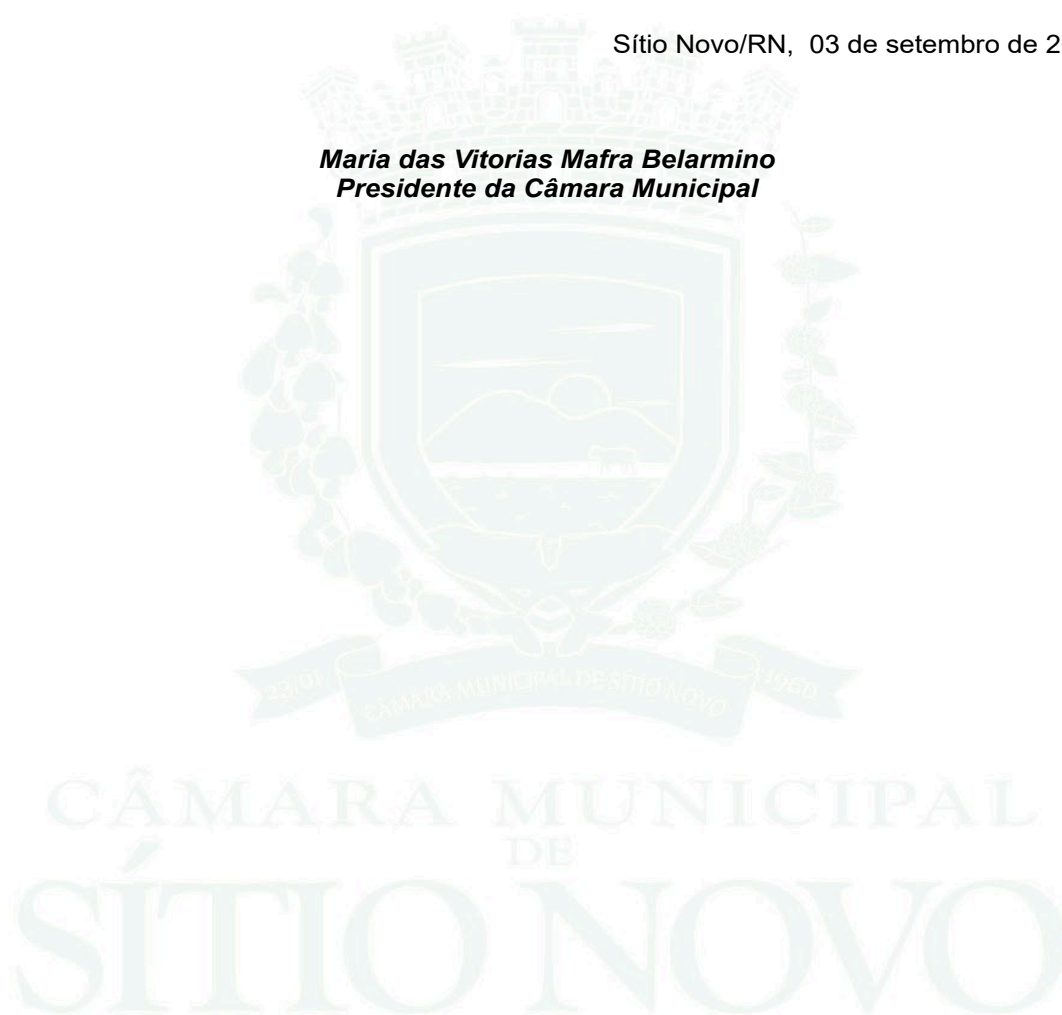 Sítio Novo/RN, 03 de setembro de 2
Maria das Vitorias Mafra Belarmino
Presidente da Câmara Municipal
23/01 CÂMARA MUNICIPAL DE SÍTIO NOVO 1960
CÂMARA MUNICIPAL
DE
SÍTIO NOVO